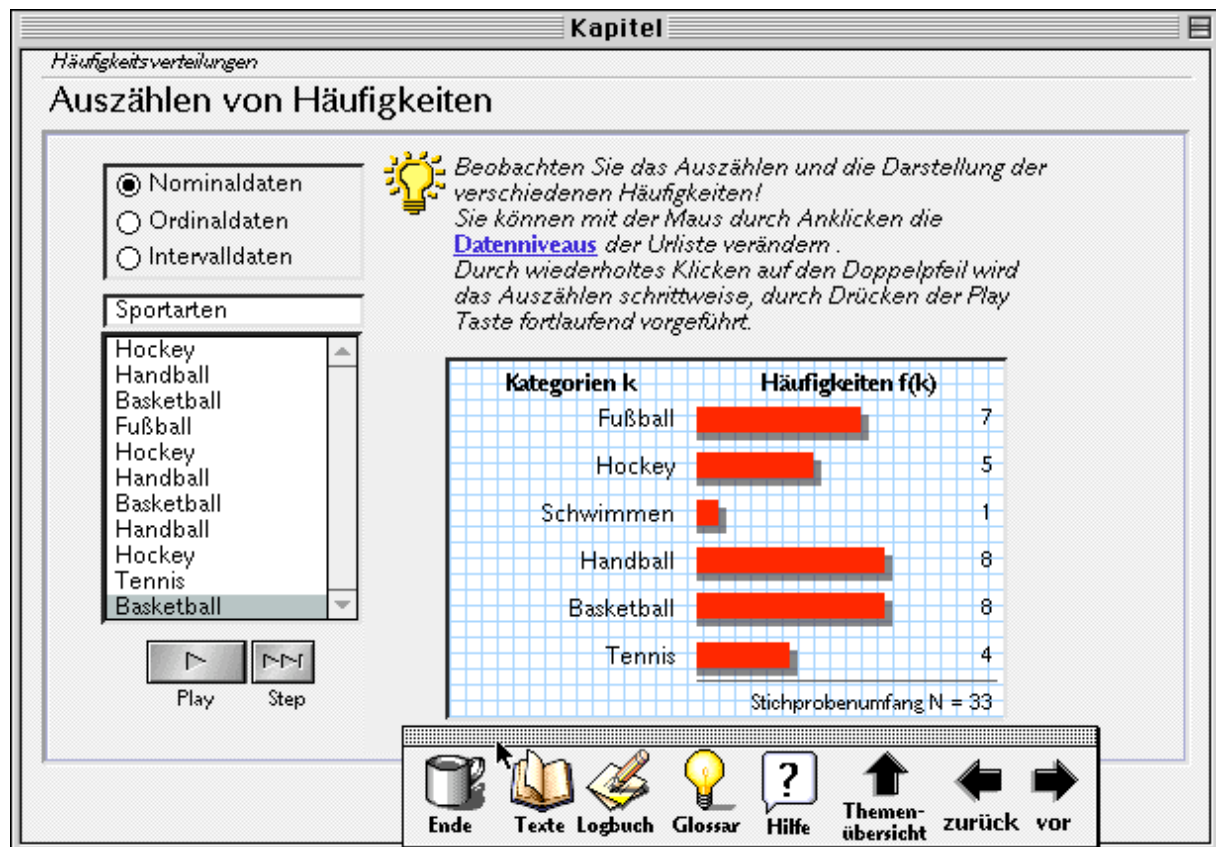 Kapitel
Häufigkeitsverteilungen
Auszählen von Häufigkeiten
Nominaldaten
Ordinaldaten
Intervalldaten
Sportarten
Hockey
Handball
Basketball
Fußball
Hockey
Handball
Basketball
Handball
Hockey
Tennis
Basketball
Play Step
Beobachten Sie das Auszählen und die Darstellung der
verschiedenen Häufigkeiten!
Sie können mit der Maus durch Anklicken die
Datenniveaus der Urliste verändern .
Durch wiederholtes Klicken auf den Doppelpfeil wird
das Auszählen schrittweise, durch Drücken der Play
Taste fortlaufend vorgeführt.
Kategorien k Häufigkeiten f(k)
Fußball 7
Hockey 5
Schwimmen 1
Handball 8
Basketball 8
Tennis 4
Stichprobenumfang N = 33
?
Ende Texte Logbuch Glossar Hilfe Themen-
übersicht zurück vor